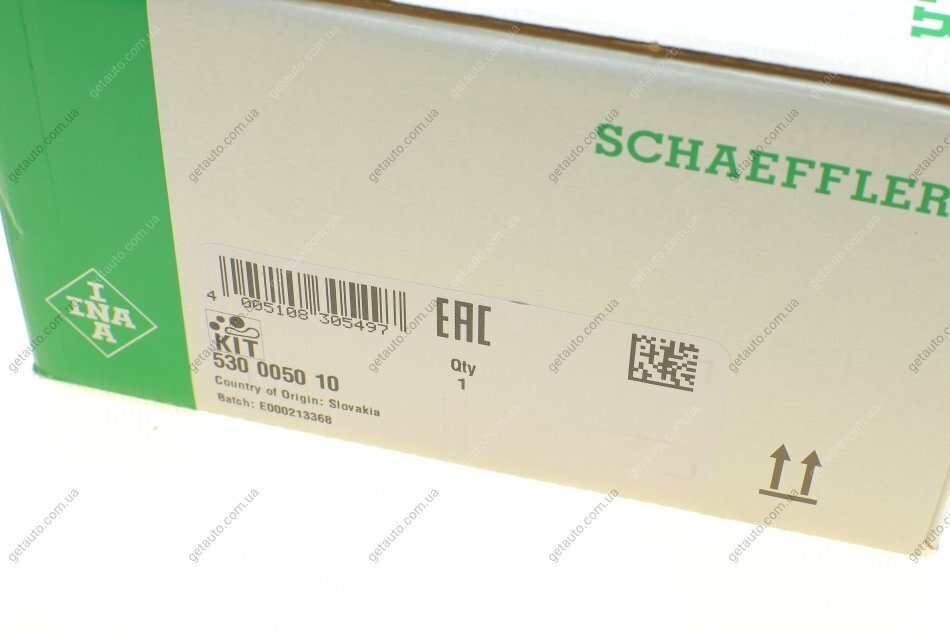 SCHAEFFLER
I
INA
A
4 005108 305497
EAC
KIT
530 0050 10
Qty
1
Country of Origin: Slovakia
Batch: E000213368
getauto.com.ua